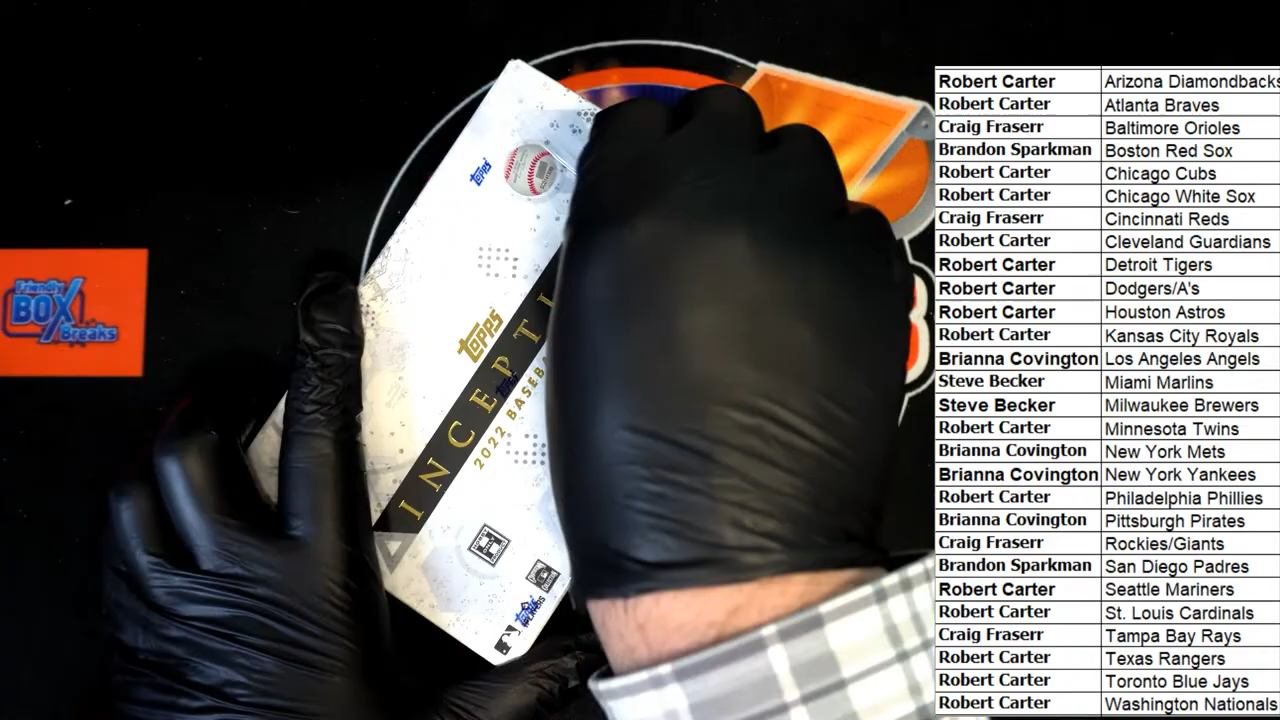 Friendly
BOX
Breaks
Topps
Topps
INCEPTI
2022 BASEBA
Robert Carter Arizona Diamondbacks
Robert Carter Atlanta Braves
Craig Fraserr Baltimore Orioles
Brandon Sparkman Boston Red Sox
Robert Carter Chicago Cubs
Robert Carter Chicago White Sox
Craig Fraserr Cincinnati Reds
Robert Carter Cleveland Guardians
Robert Carter Detroit Tigers
Robert Carter Dodgers/A's
Robert Carter Houston Astros
Robert Carter Kansas City Royals
Brianna Covington Los Angeles Angels
Steve Becker Miami Marlins
Steve Becker Milwaukee Brewers
Robert Carter Minnesota Twins
Brianna Covington New York Mets
Brianna Covington New York Yankees
Robert Carter Philadelphia Phillies
Brianna Covington Pittsburgh Pirates
Craig Fraserr Rockies/Giants
Brandon Sparkman San Diego Padres
Robert Carter Seattle Mariners
Robert Carter St. Louis Cardinals
Craig Fraserr Tampa Bay Rays
Robert Carter Texas Rangers
Robert Carter Toronto Blue Jays
Robert Carter Washington Nationals